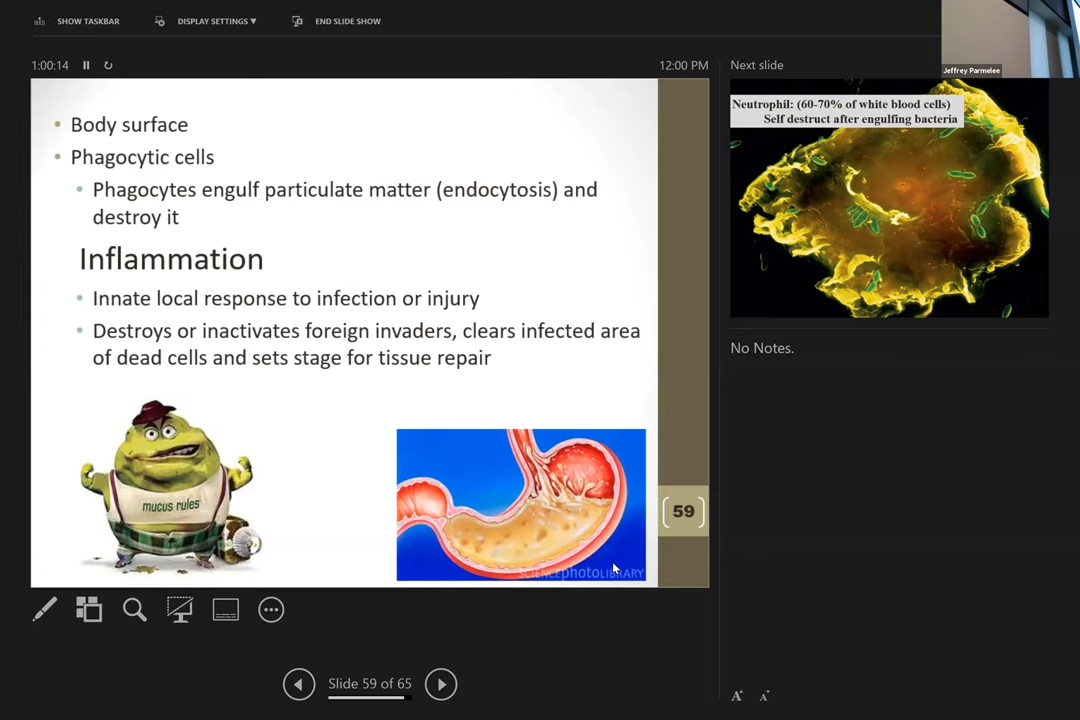 SHOW TASKBAR
DISPLAY SETTINGS ▼
END SLIDE SHOW
Jeffrey Parmelee
1:00:14
12:00 PM
Next slide
• Body surface
• Phagocytic cells
• Phagocytes engulf particulate matter (endocytosis) and
destroy it
Inflammation
• Innate local response to infection or injury
• Destroys or inactivates foreign invaders, clears infected area
of dead cells and sets stage for tissue repair
mucus rules
SCIENCEphotoLIBRARY
59
Neutrophil: (60-70% of white blood cells)
Self destruct after engulfing bacteria
No Notes.
Slide 59 of 65
A A